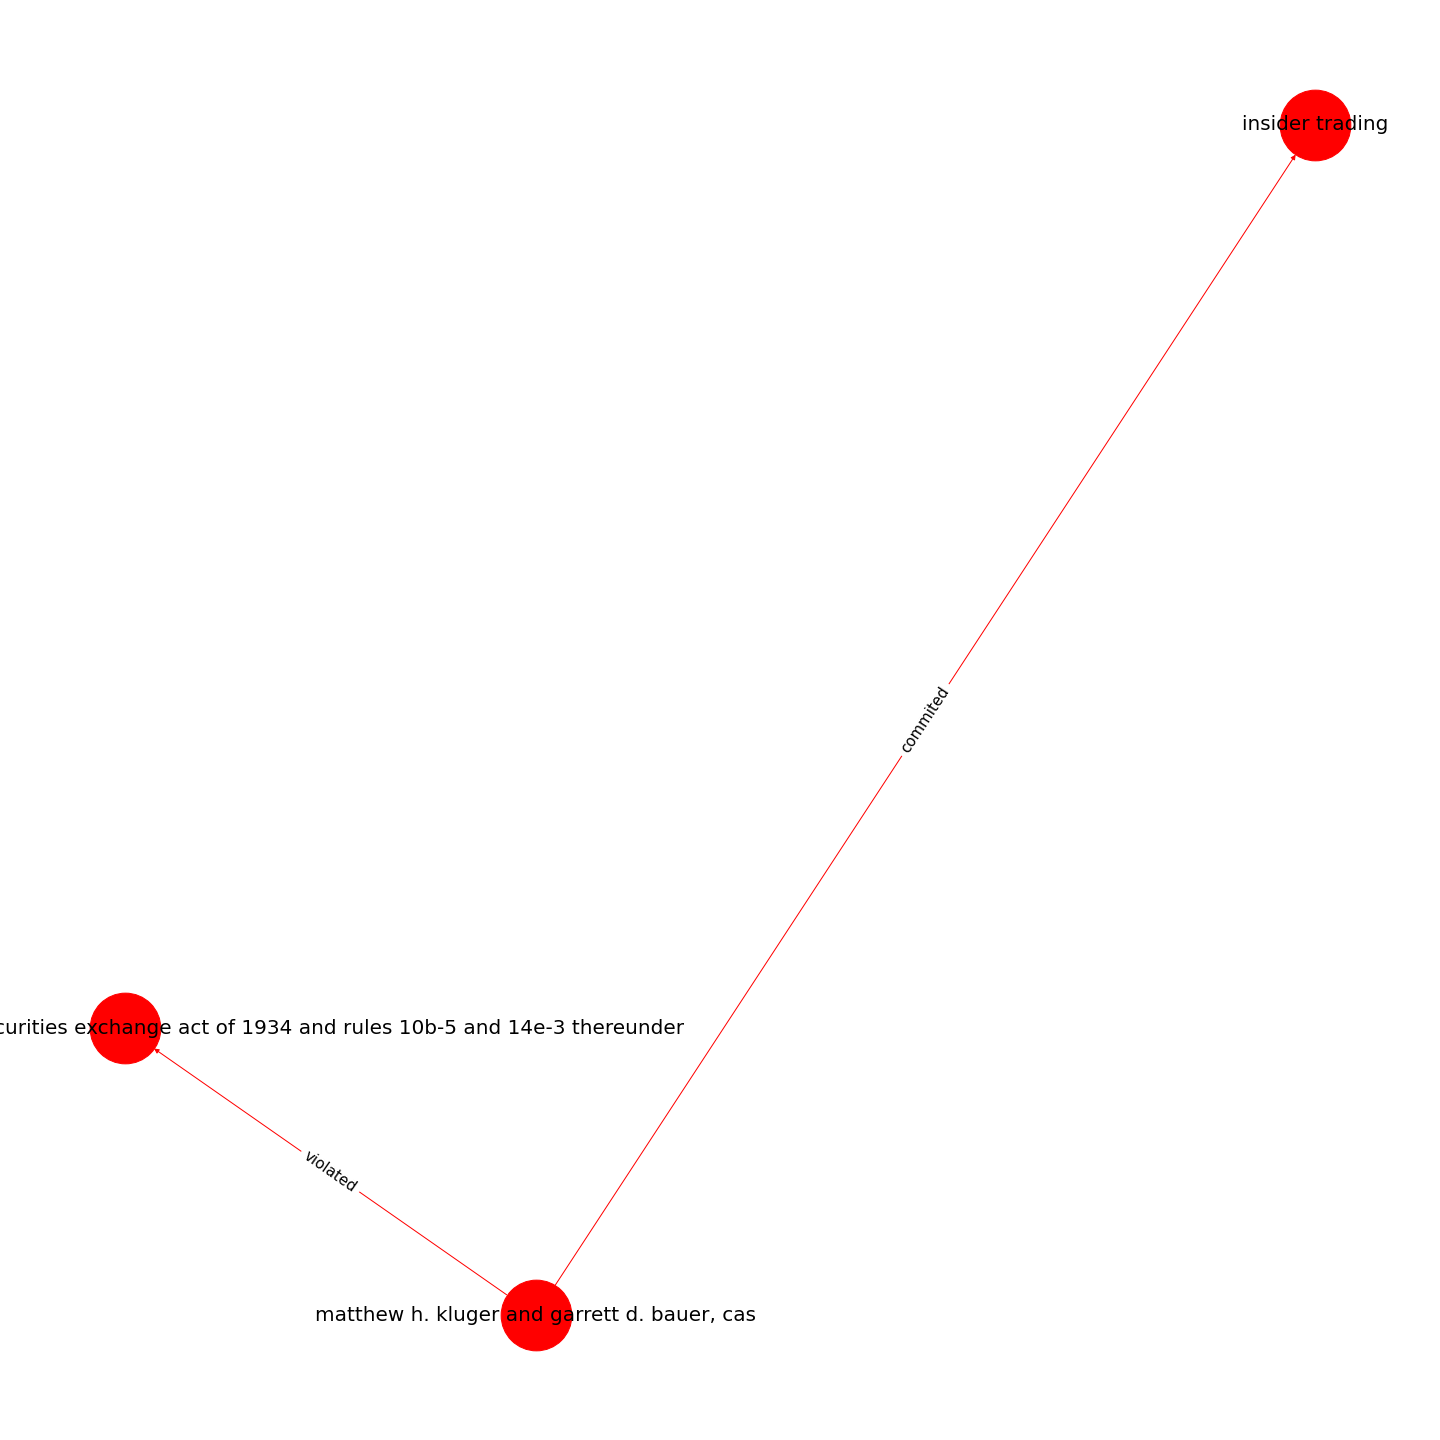 insider trading
commited
curities exchange act of 1934 and rules 10b-5 and 14e-3 thereunder
violated
matthew h. kluger and garrett d. bauer, cas